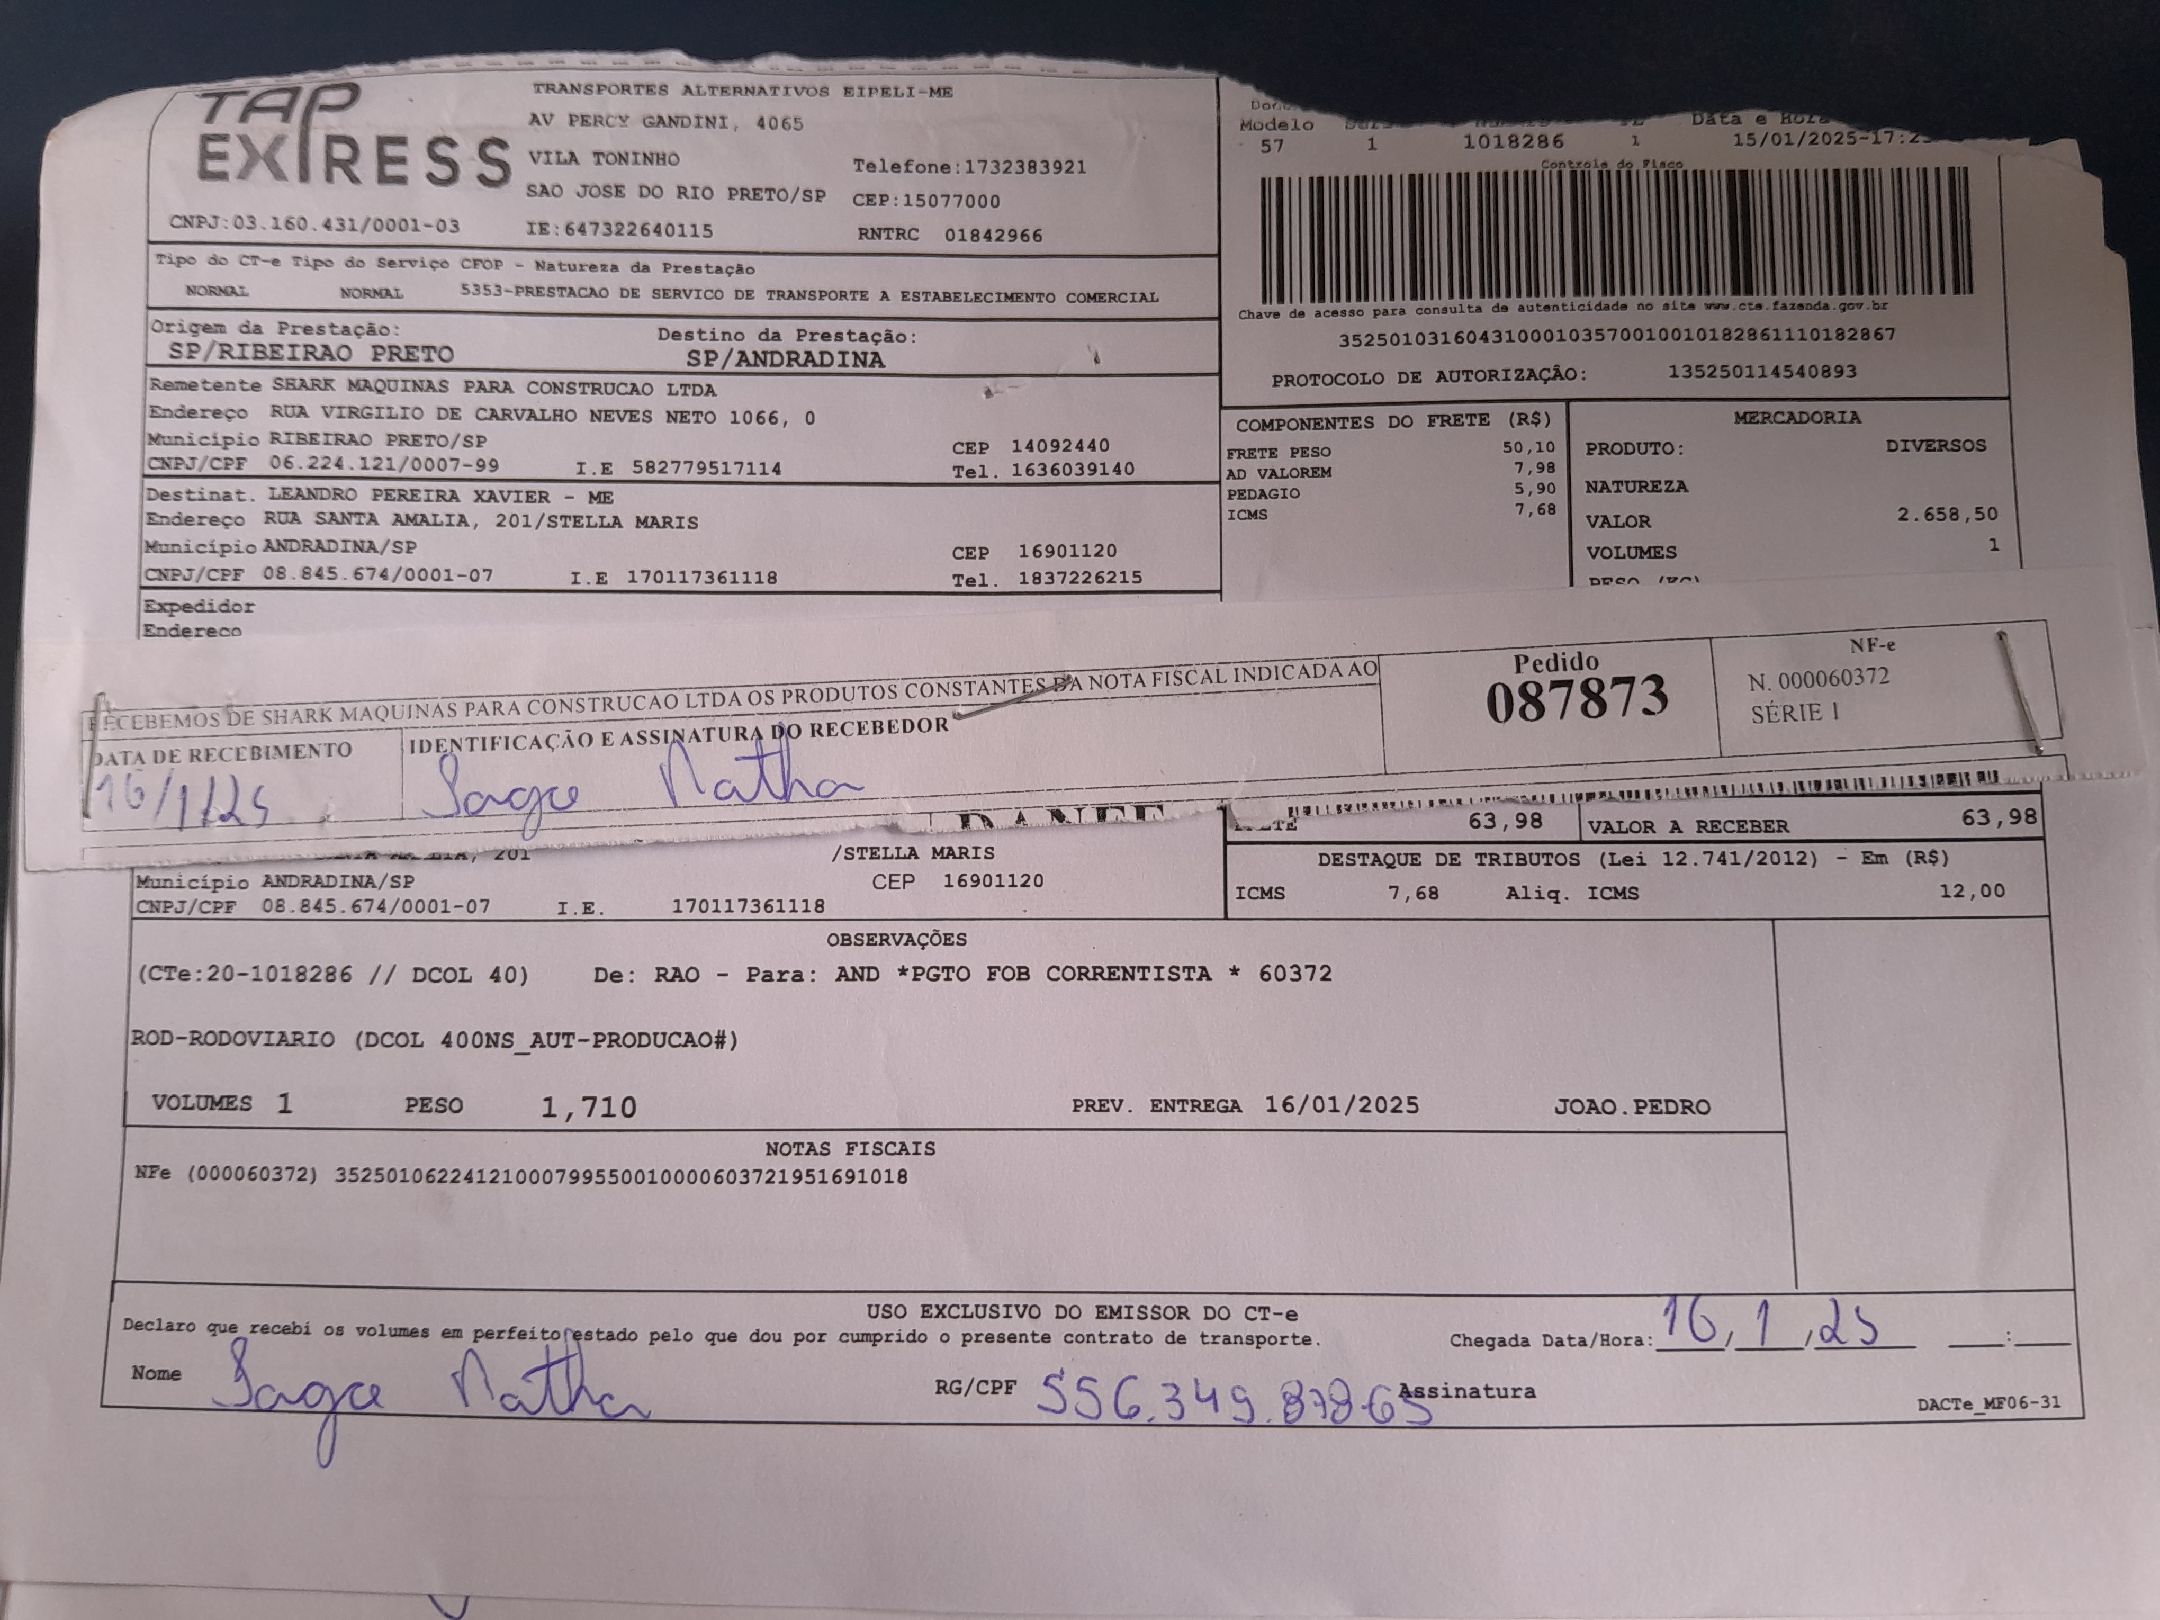 TAP EXPRESS
TRANSPORTES ALTERNATIVOS EIRELI-ME
AV PERCY GANDINI, 4065
VILA TONINHO
Telefone:1732383921
SAO JOSE DO RIO PRETO/SP CEP:15077000
CNPJ:03.160.431/0001-03 IE:647322640115 RNTRC 01842966
Modelo Data e Hora
57 1 1018286 1 15/01/2025-17:2
Controle do Fisco
Chave de acesso para consulta de autenticidade no site www.cte.fazenda.gov.br
35250103160431000103570010010182861110182867
PROTOCOLO DE AUTORIZAÇÃO: 135250114540893
Tipo do CT-e Tipo do Serviço CFOP - Natureza da Prestação
NORMAL NORMAL 5353-PRESTACAO DE SERVICO DE TRANSPORTE A ESTABELECIMENTO COMERCIAL
Origem da Prestação: Destino da Prestação:
SP/RIBEIRAO PRETO SP/ANDRADINA
Remetente SHARK MAQUINAS PARA CONSTRUCAO LTDA
Endereço RUA VIRGILIO DE CARVALHO NEVES NETO 1066, 0
Município RIBEIRAO PRETO/SP CEP 14092440
CNPJ/CPF 06.224.121/0007-99 I.E 582779517114 Tel. 1636039140
Destinat. LEANDRO PEREIRA XAVIER - ME
Endereço RUA SANTA AMALIA, 201/STELLA MARIS
Município ANDRADINA/SP CEP 16901120
CNPJ/CPF 08.845.674/0001-07 I.E 170117361118 Tel. 1837226215
Expedidor
Endereço
COMPONENTES DO FRETE (R$)
FRETE PESO 50,10
AD VALOREM 7,98
PEDAGIO 5,90
ICMS 7,68
MERCADORIA
PRODUTO: DIVERSOS
NATUREZA
VALOR 2.658,50
VOLUMES 1
PESO (KG)
RECEBEMOS DE SHARK MAQUINAS PARA CONSTRUCAO LTDA OS PRODUTOS CONSTANTES DA NOTA FISCAL INDICADA AO
DATA DE RECEBIMENTO IDENTIFICAÇÃO E ASSINATURA DO RECEBEDOR
16/1/25
Pedido
087873
NF-e
N. 000060372
SÉRIE 1
DANFE
63,98 VALOR A RECEBER 63,98
201 /STELLA MARIS
Município ANDRADINA/SP CEP 16901120
CNPJ/CPF 08.845.674/0001-07 I.E. 170117361118
DESTAQUE DE TRIBUTOS (Lei 12.741/2012) - Em (R$)
ICMS 7,68 Aliq. ICMS 12,00
OBSERVAÇÕES
(CTe:20-1018286 // DCOL 40) De: RAO - Para: AND *PGTO FOB CORRENTISTA * 60372
ROD-RODOVIARIO (DCOL 400NS_AUT-PRODUCAO#)
VOLUMES 1 PESO 1,710 PREV. ENTREGA 16/01/2025 JOAO.PEDRO
NOTAS FISCAIS
NFe (000060372) 35250106224121000799550010000603721951691018
USO EXCLUSIVO DO EMISSOR DO CT-e
Declaro que recebi os volumes em perfeito estado pelo que dou por cumprido o presente contrato de transporte.
Chegada Data/Hora: 16/1/25 :
Nome RG/CPF 556.349.878-65 Assinatura
DACTe_MF06-31